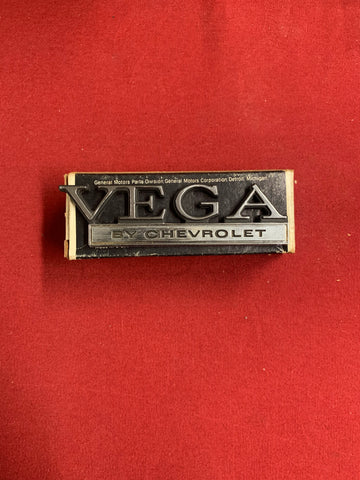 General Motors Parts Division, General Motors Corporation Detroit, Michigan
VEGA
BY CHEVROLET